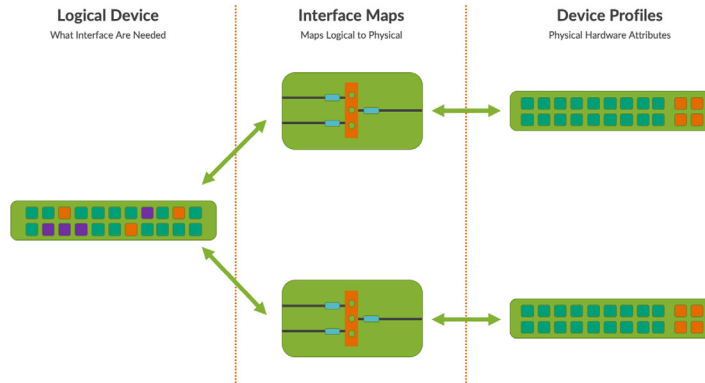 Logical Device
What Interface Are Needed
Interface Maps
Maps Logical to Physical
Device Profiles
Physical Hardware Attributes